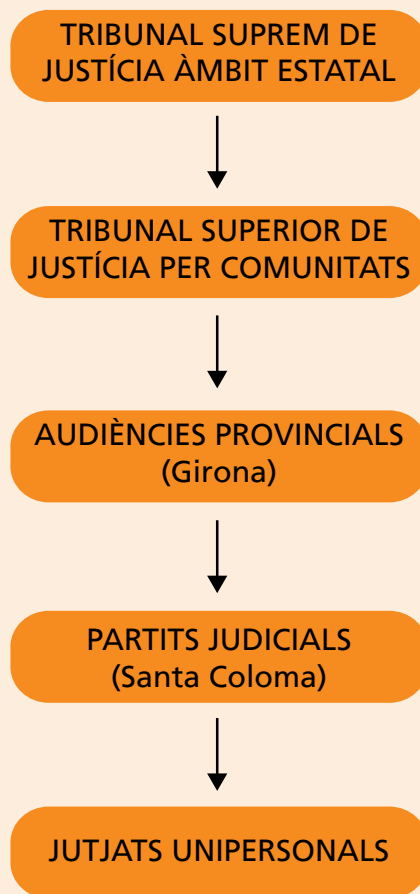 TRIBUNAL SUPREM DE
JUSTÍCIA ÀMBIT ESTATAL
TRIBUNAL SUPERIOR DE
JUSTÍCIA PER COMUNITATS
AUDIÈNCIES PROVINCIALS
(Girona)
PARTITS JUDICIALS
(Santa Coloma)
JUTJATS UNIPERSONALS